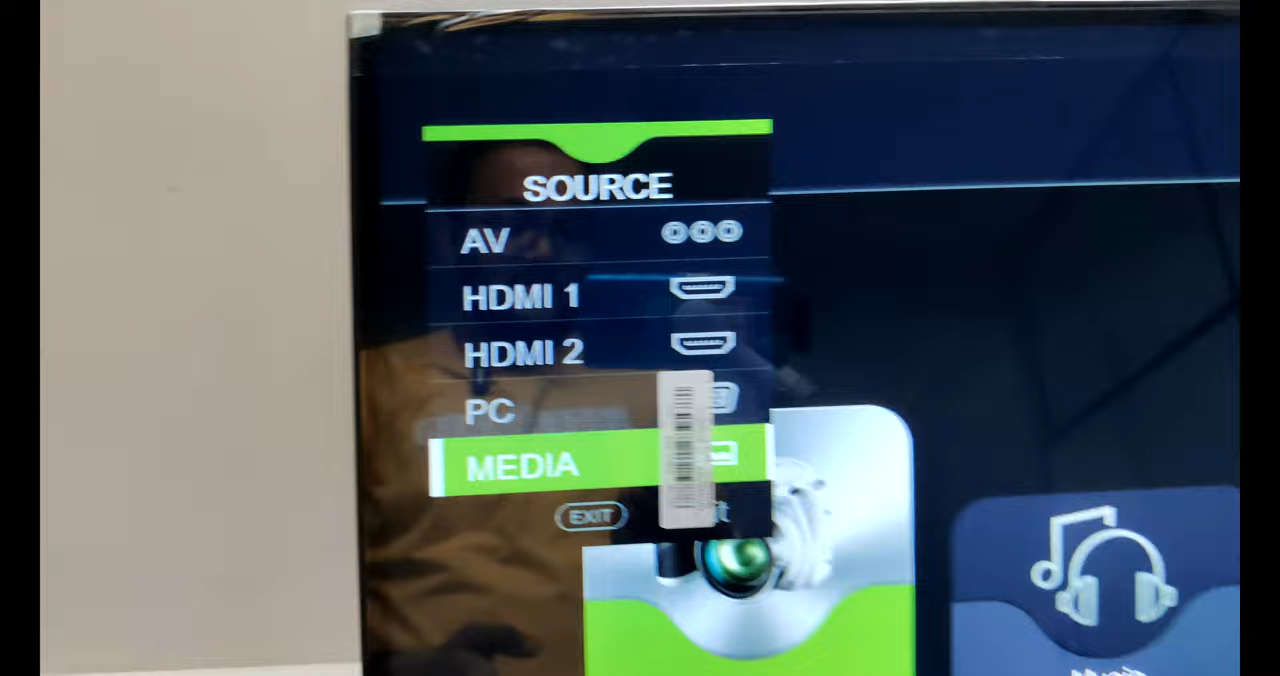 SOURCE
AV
HDMI 1
HDMI 2
PC
MEDIA
EXIT